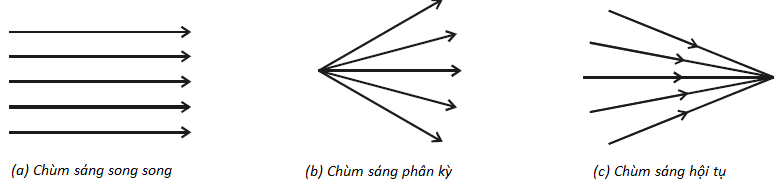 (a) Chùm sáng song song
(b) Chùm sáng phân kỳ
(c) Chùm sáng hội tụ